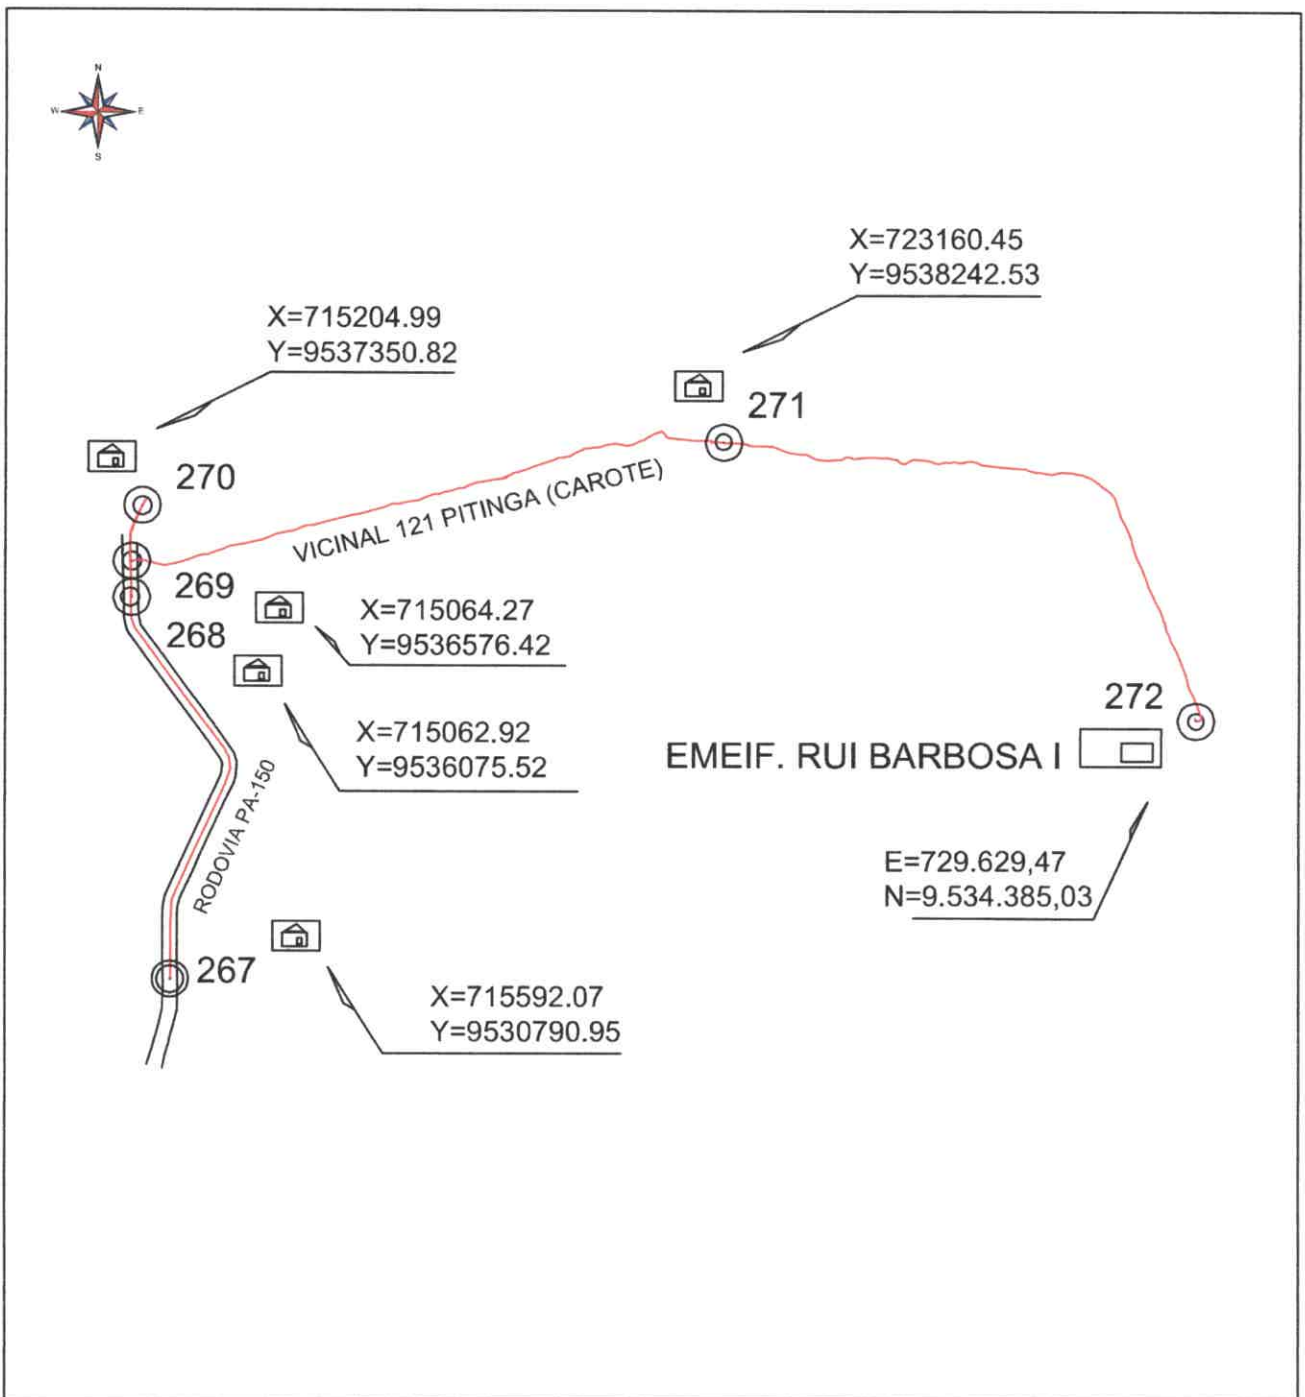 N
W E
S
X=723160.45
Y=9538242.53
X=715204.99
Y=9537350.82
271
270
VICINAL 121 PITINGA (CAROTE)
269
X=715064.27
Y=9536576.42
268
272
X=715062.92
Y=9536075.52
EMEIF. RUI BARBOSA I
RODOVIA PA-150
E=729.629,47
N=9.534.385,03
267
X=715592.07
Y=9530790.95